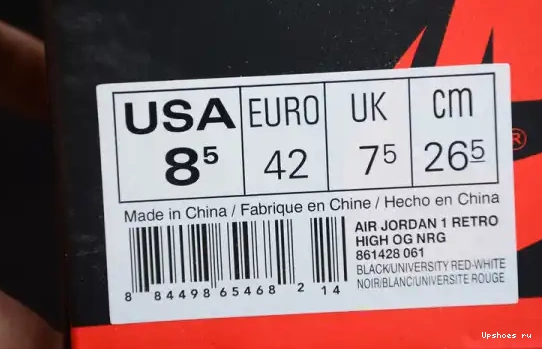 USA EURO UK cm
8⁵ 42 7⁵ 26⁵
Made in China / Fabrique en Chine / Hecho en China
AIR JORDAN 1 RETRO
HIGH OG NRG
861428 061
BLACK/UNIVERSITY RED-WHITE
NOIR/BLANC/UNIVERSITE ROUGE
8 84498 65468 2 14
®
Upshoes ru